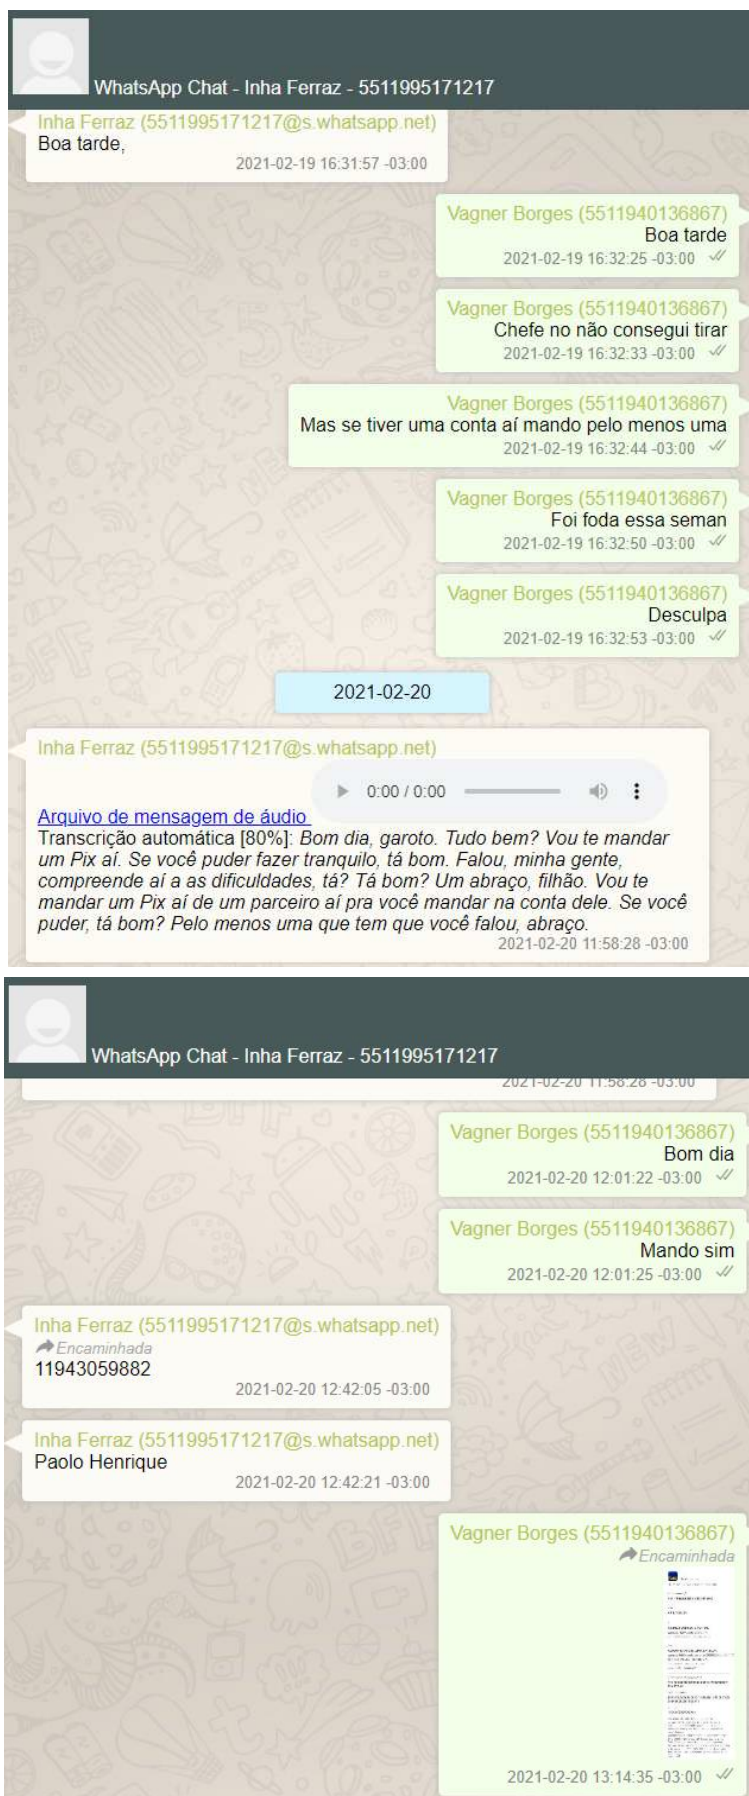 WhatsApp Chat - Inha Ferraz - 5511995171217
Inha Ferraz (5511995171217@s.whatsapp.net)
Boa tarde,
2021-02-19 16:31:57 -03:00
Vagner Borges (5511940136867)
Boa tarde
2021-02-19 16:32:25 -03:00
Vagner Borges (5511940136867)
Chefe no não consegui tirar
2021-02-19 16:32:33 -03:00
Vagner Borges (5511940136867)
Mas se tiver uma conta aí mando pelo menos uma
2021-02-19 16:32:44 -03:00
Vagner Borges (5511940136867)
Foi foda essa seman
2021-02-19 16:32:50 -03:00
Vagner Borges (5511940136867)
Desculpa
2021-02-19 16:32:53 -03:00
2021-02-20
Inha Ferraz (5511995171217@s.whatsapp.net)
0:00 / 0:00
Arquivo de mensagem de áudio
Transcrição automática [80%]: Bom dia, garoto. Tudo bem? Vou te mandar
um Pix aí. Se você puder fazer tranquilo, tá bom. Falou, minha gente,
compreende aí a as dificuldades, tá? Tá bom? Um abraço, filhão. Vou te
mandar um Pix aí de um parceiro aí pra você mandar na conta dele. Se você
puder, tá bom? Pelo menos uma que tem que você falou, abraço.
2021-02-20 11:58:28 -03:00
WhatsApp Chat - Inha Ferraz - 5511995171217
2021-02-20 11:58:28 -03:00
Vagner Borges (5511940136867)
Bom dia
2021-02-20 12:01:22 -03:00
Vagner Borges (5511940136867)
Mando sim
2021-02-20 12:01:25 -03:00
Inha Ferraz (5511995171217@s.whatsapp.net)
Encaminhada
11943059882
2021-02-20 12:42:05 -03:00
Inha Ferraz (5511995171217@s.whatsapp.net)
Paolo Henrique
2021-02-20 12:42:21 -03:00
Vagner Borges (5511940136867)
Encaminhada
2021-02-20 13:14:35 -03:00